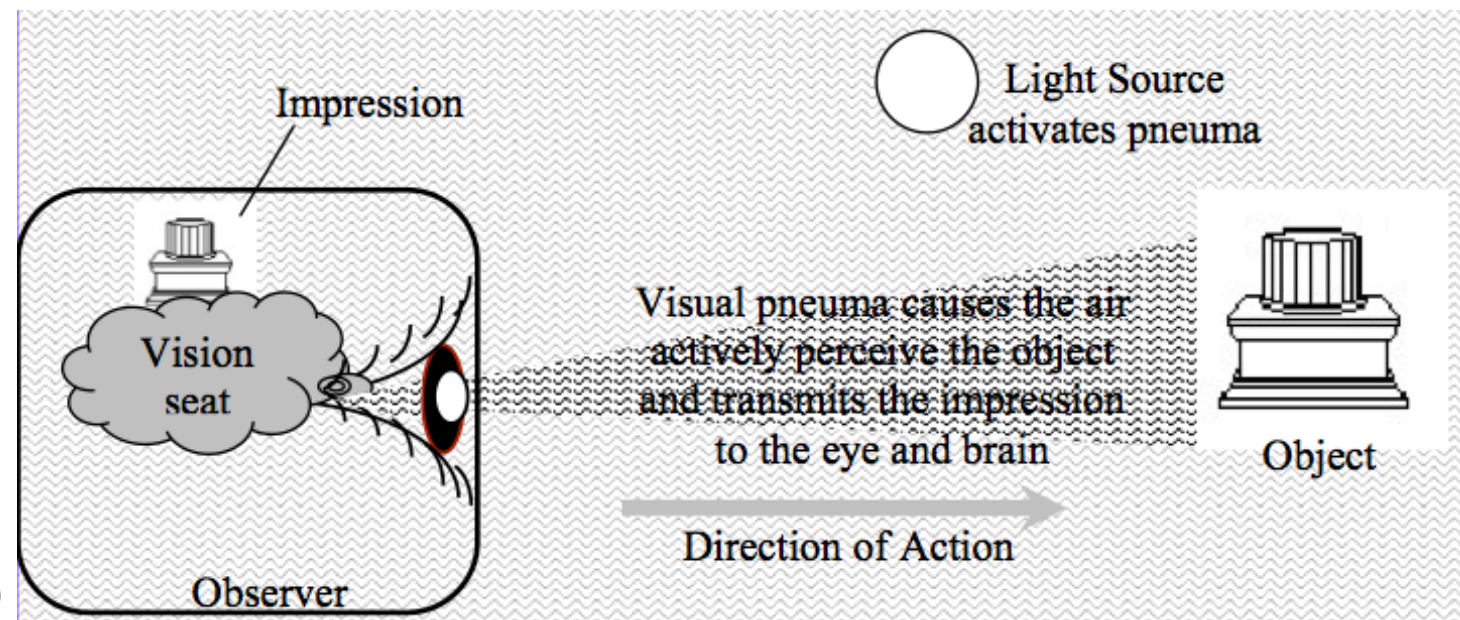 Impression
Light Source
activates pneuma
Vision
seat
Visual pneuma causes the air
actively perceive the object
and transmits the impression
to the eye and brain
Object
Direction of Action
Observer